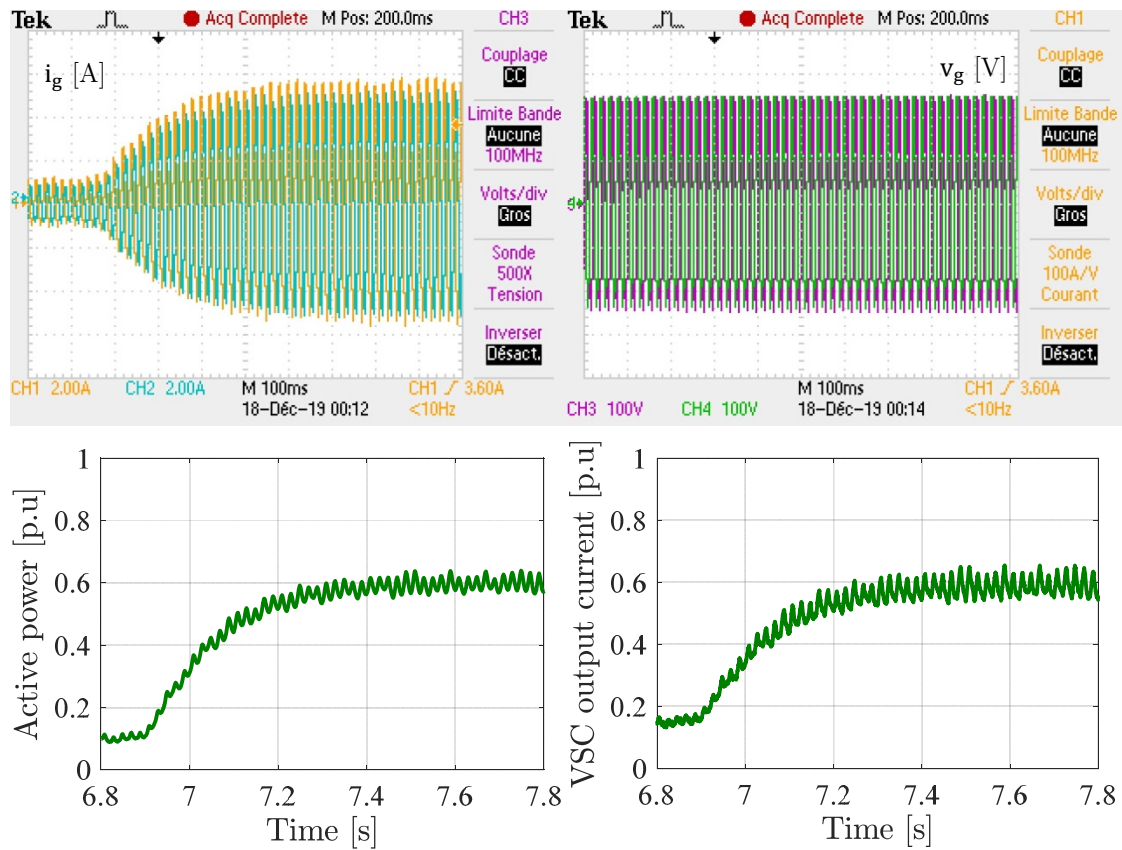 Tek Acq Complete M Pos: 200.0ms CH3
i_g [A]
Couplage
CC
Limite Bande
Aucune
100MHz
Volts/div
Gros
Sonde
500X
Tension
Inverser
Désact.
2
CH1 2.00A CH2 2.00A M 100ms CH1 3.60A
18-Déc-19 00:12 <10Hz
Tek Acq Complete M Pos: 200.0ms CH1
v_g [V]
Couplage
CC
Limite Bande
Aucune
100MHz
Volts/div
Gros
Sonde
100A/V
Courant
Inverser
Désact.
M 100ms CH1 3.60A
CH3 100V CH4 100V 18-Déc-19 00:14 <10Hz
Active power [p.u]
1
0.8
0.6
0.4
0.2
0
6.8 7 7.2 7.4 7.6 7.8
Time [s]
VSC output current [p.u]
1
0.8
0.6
0.4
0.2
0
6.8 7 7.2 7.4 7.6 7.8
Time [s]